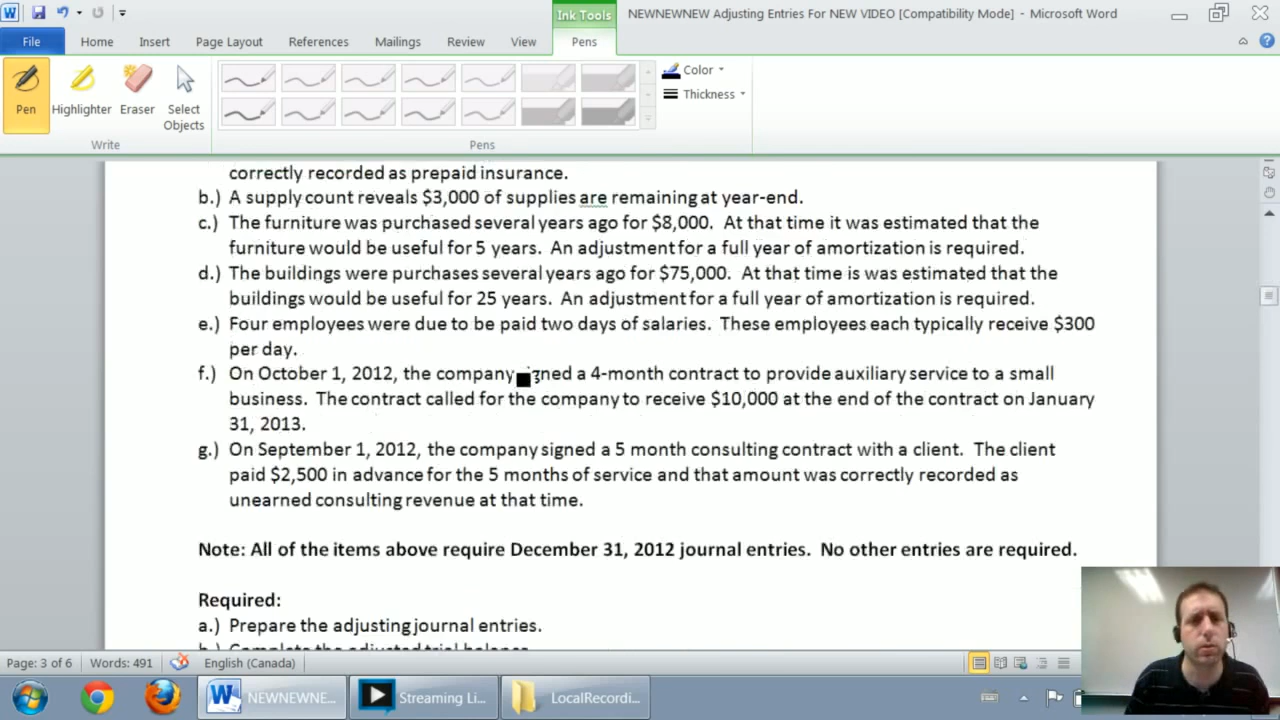 Ink Tools
NEWNEWNEW Adjusting Entries For NEW VIDEO [Compatibility Mode] - Microsoft Word
File Home Insert Page Layout References Mailings Review View Pens
Pen Highlighter Eraser Select Objects
Color
Thickness
Write Pens
correctly recorded as prepaid insurance.
b.) A supply count reveals $3,000 of supplies are remaining at year-end.
c.) The furniture was purchased several years ago for $8,000. At that time it was estimated that the
furniture would be useful for 5 years. An adjustment for a full year of amortization is required.
d.) The buildings were purchases several years ago for $75,000. At that time is was estimated that the
buildings would be useful for 25 years. An adjustment for a full year of amortization is required.
e.) Four employees were due to be paid two days of salaries. These employees each typically receive $300
per day.
f.) On October 1, 2012, the company signed a 4-month contract to provide auxiliary service to a small
business. The contract called for the company to receive $10,000 at the end of the contract on January
31, 2013.
g.) On September 1, 2012, the company signed a 5 month consulting contract with a client. The client
paid $2,500 in advance for the 5 months of service and that amount was correctly recorded as
unearned consulting revenue at that time.
Note: All of the items above require December 31, 2012 journal entries. No other entries are required.
Required:
a.) Prepare the adjusting journal entries.
b.) Complete the adjusted trial balance.
Page: 3 of 6 Words: 491 English (Canada)
NEWNEWNE... Streaming Li... LocalRecordi...